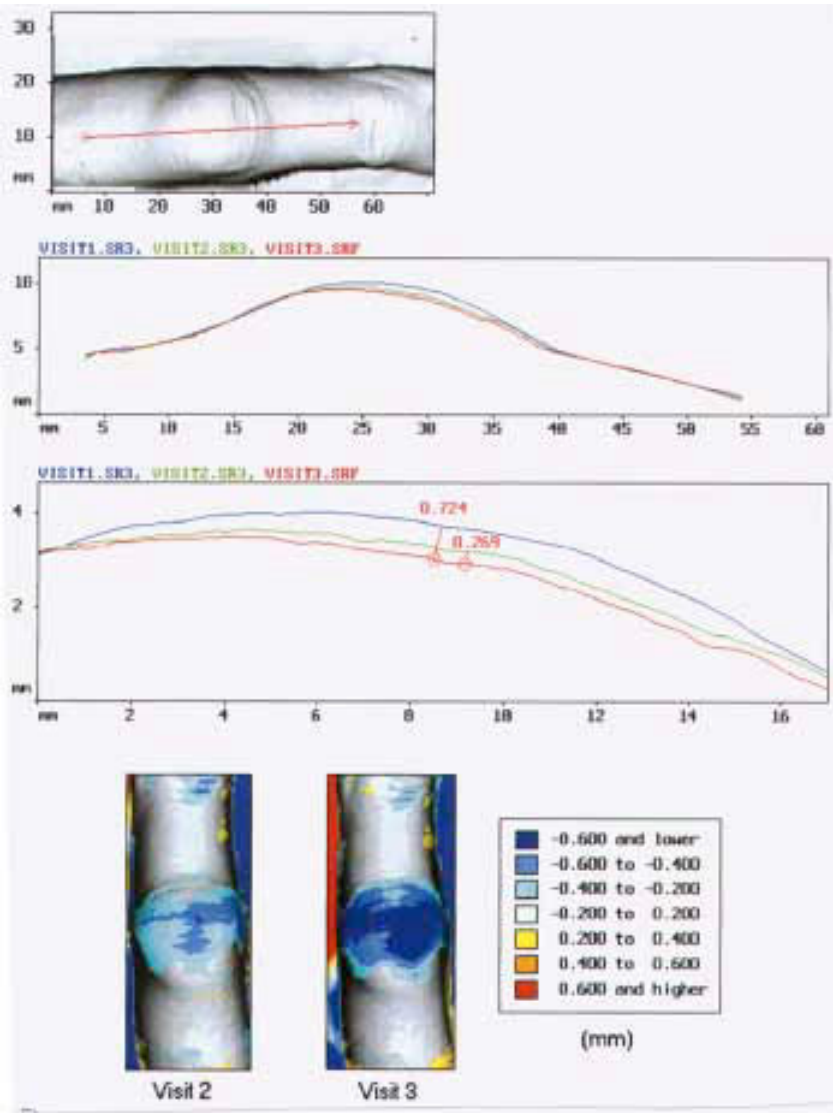 30
20
10
mm
mm 10 20 30 40 50 60
VISIT1.SR3, VISIT2.SR3, VISIT3.SRF
10
5
mm
mm 5 10 15 20 25 30 35 40 45 50 55 60
VISIT1.SR3, VISIT2.SR3, VISIT3.SRF
4
0.724
0.269
2
mm
mm 2 4 6 8 10 12 14 16
-0.600 and lower
-0.600 to -0.400
-0.400 to -0.200
-0.200 to 0.200
0.200 to 0.400
0.400 to 0.600
0.600 and higher
(mm)
Visit 2 Visit 3